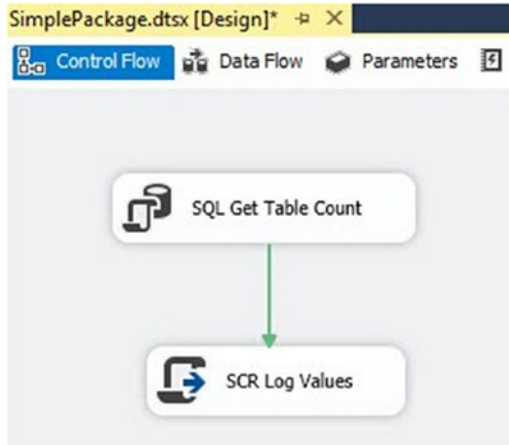 SimplePackage.dtsx [Design]*
Control Flow Data Flow Parameters
SQL Get Table Count
SCR Log Values